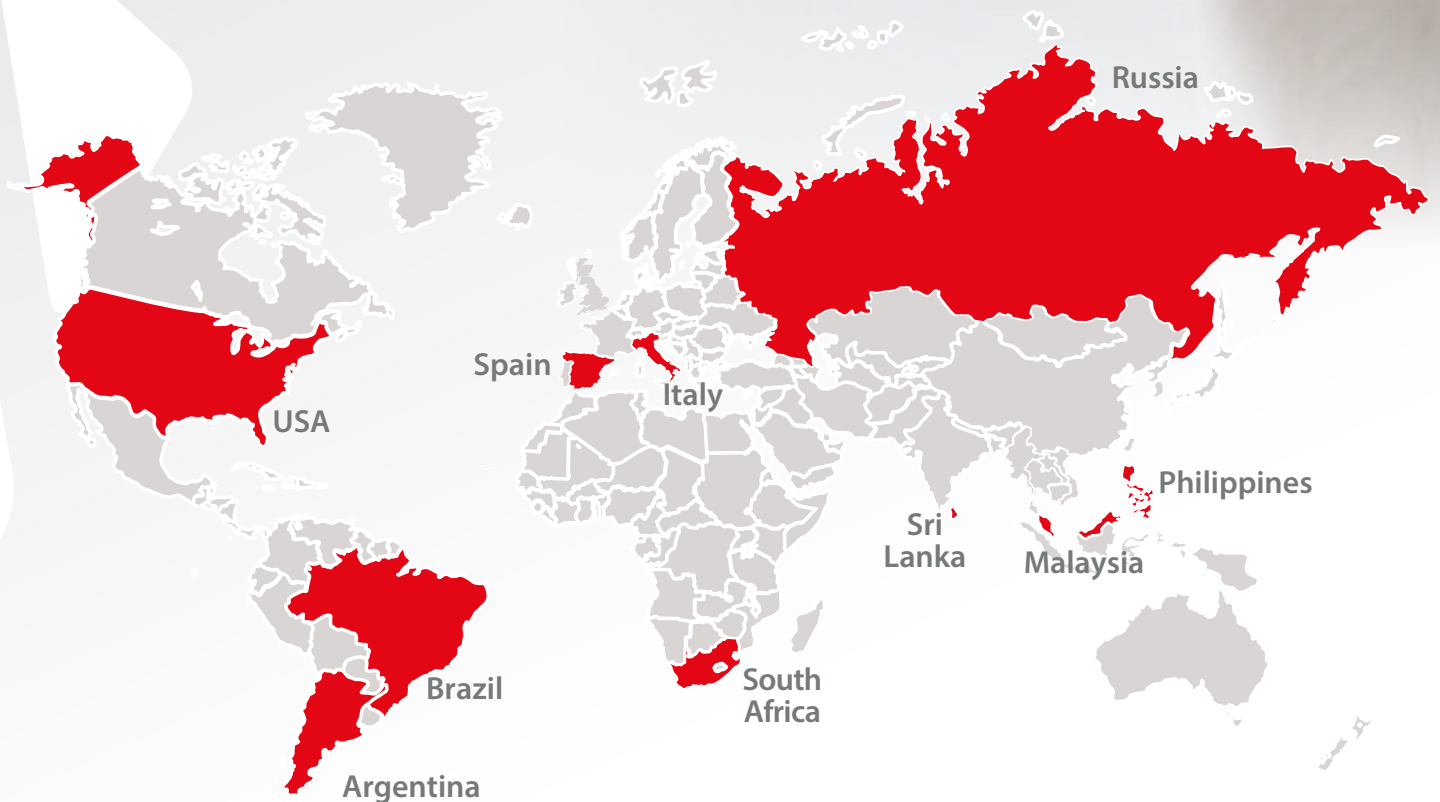 Russia
Spain
Italy
USA
Philippines
Sri
Lanka
Malaysia
South
Africa
Brazil
Argentina